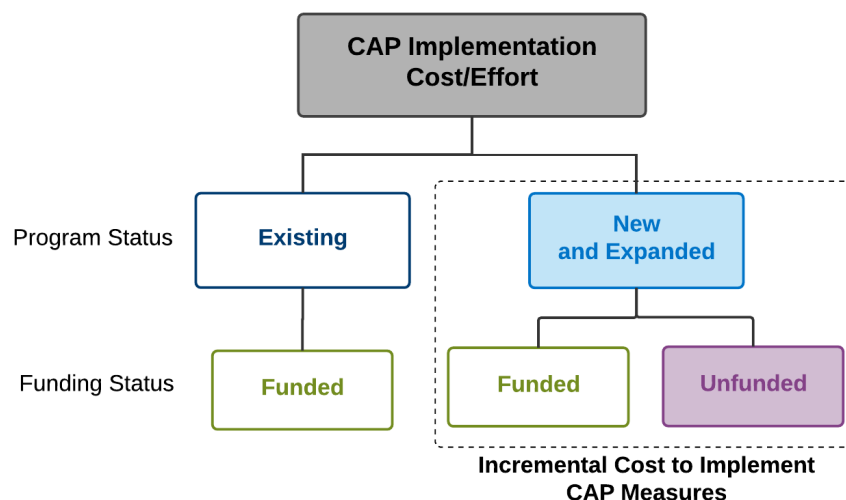 CAP Implementation
Cost/Effort
Program Status
Existing
New
and Expanded
Funding Status
Funded
Funded
Unfunded
Incremental Cost to Implement
CAP Measures